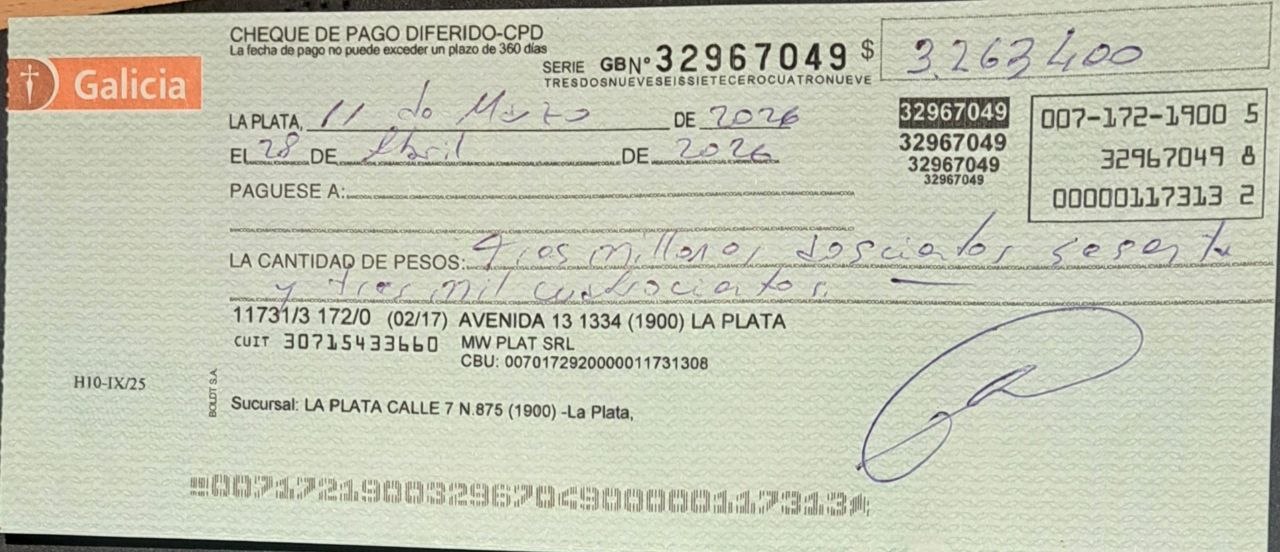 CHEQUE DE PAGO DIFERIDO-CPD
La fecha de pago no puede exceder un plazo de 360 días
SERIE GB Nº 32967049 $ 3.263.400
TRESDOSNUEVESEISSIETECEROCUATRONUEVE
Galicia
LA PLATA, 11 de Marzo DE 2026
EL 28 DE Abril DE 2026
32967049
32967049
32967049
32967049
007-172-1900 5
32967049 8
00000117313 2
PAGUESE A:
LA CANTIDAD DE PESOS: Tres millones doscientos sesenta
y tres mil cuatrocientos.
11731/3 172/0 (02/17) AVENIDA 13 1334 (1900) LA PLATA
CUIT 30715433660 MW PLAT SRL
CBU: 0070172920000011731308
H10-IX/25
BOLDT S.A.
Sucursal: LA PLATA CALLE 7 N.875 (1900) -La Plata,
00717219003296704900000117313